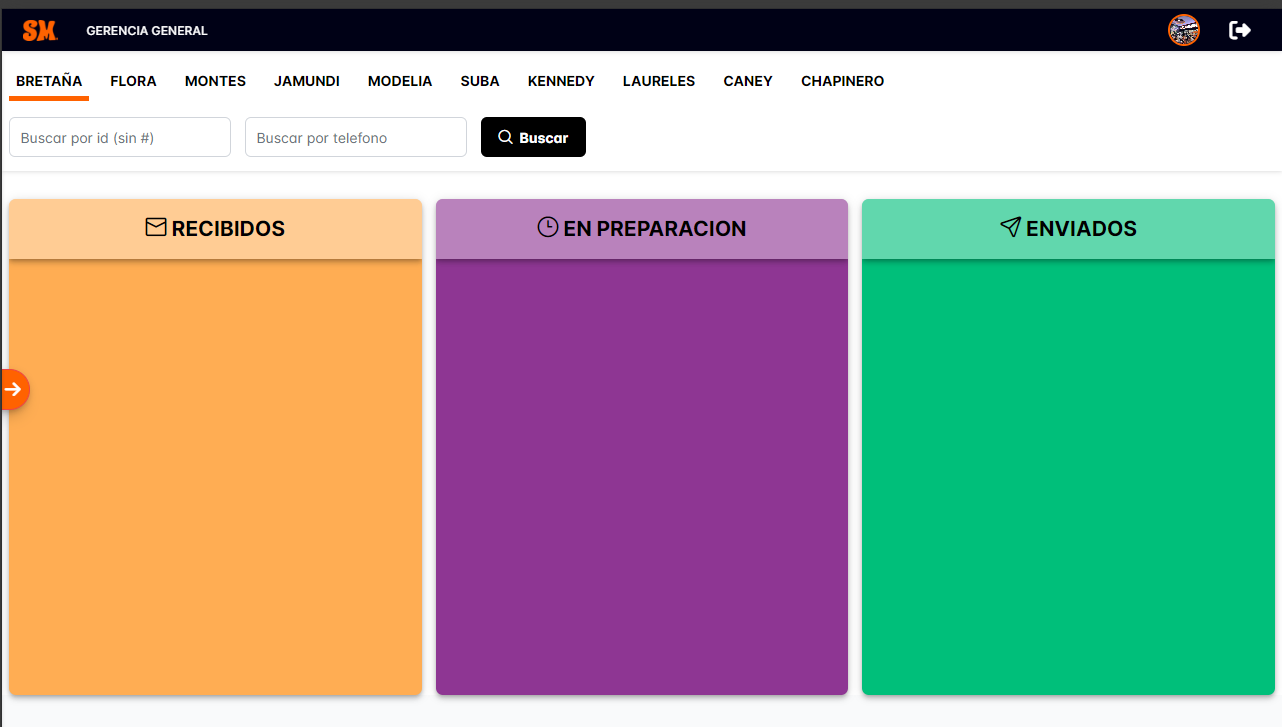 SM
GERENCIA GENERAL
BRETAÑA FLORA MONTES JAMUNDI MODELIA SUBA KENNEDY LAURELES CANEY CHAPINERO
Buscar por id (sin #) Buscar por telefono Buscar
RECIBIDOS EN PREPARACION ENVIADOS